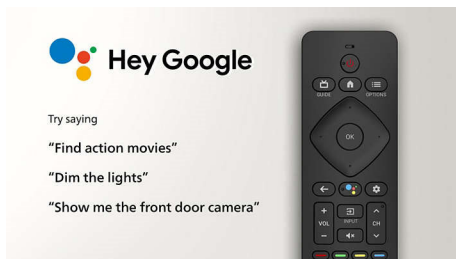 Hey Google
Try saying
“Find action movies”
“Dim the lights”
“Show me the front door camera”
GUIDE
OPTIONS
OK
+
VOL
INPUT
CH
−